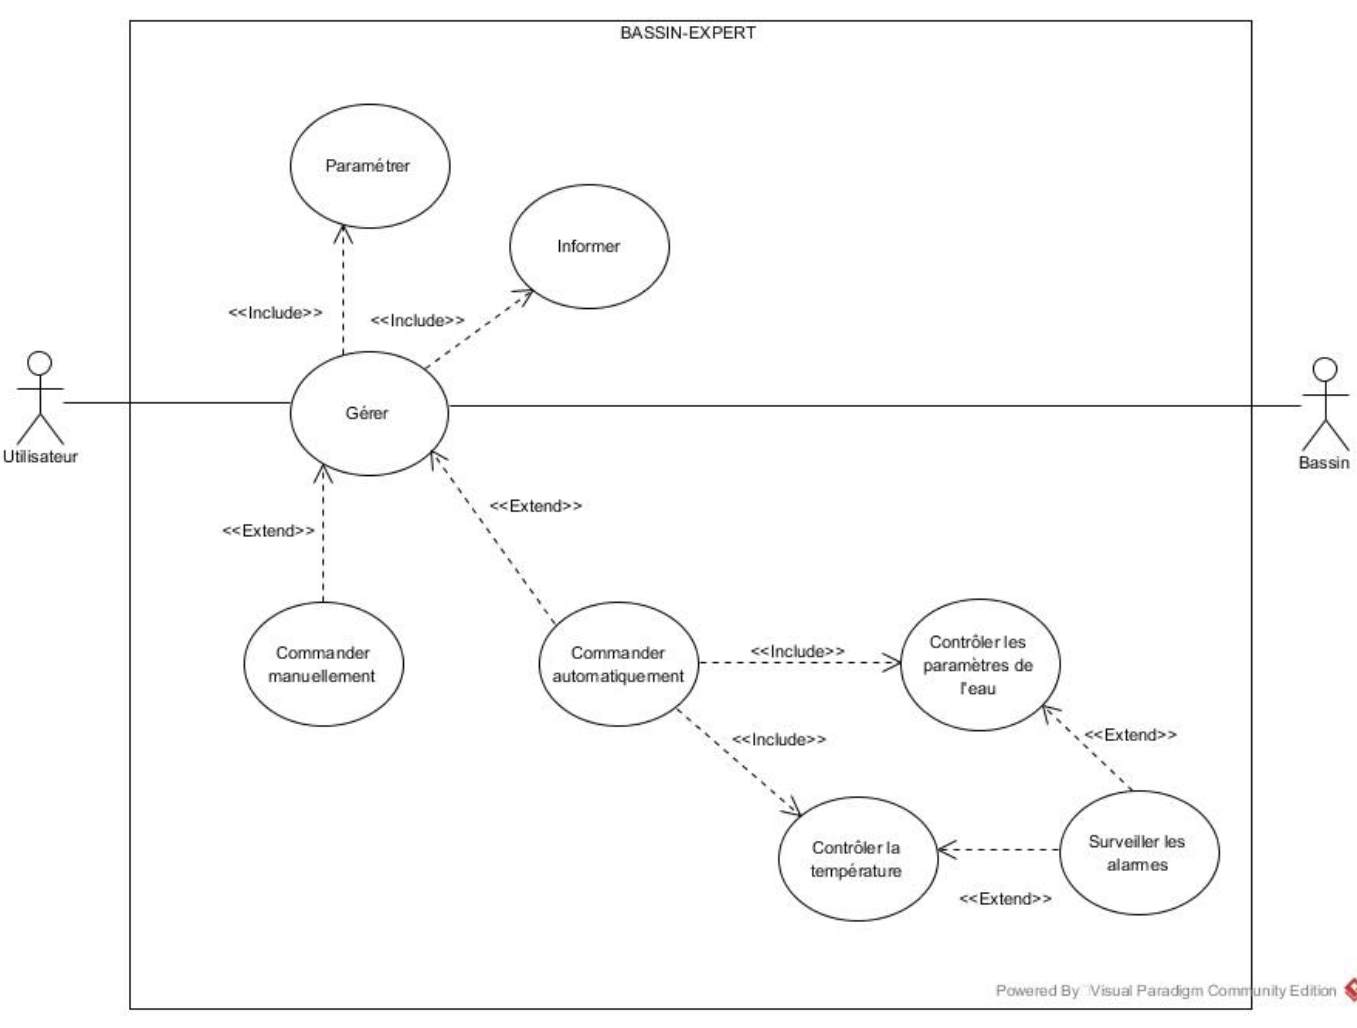 BASSIN-EXPERT
Paramétrer
Informer
<<Include>>
<<Include>>
Gérer
Utilisateur
Bassin
<<Extend>>
<<Extend>>
Commander
manuellement
Commander
automatiquement
<<Include>>
Contrôler les
paramètres de
l'eau
<<Include>>
<<Extend>>
Contrôler la
température
Surveiller les
alarmes
<<Extend>>
Powered By Visual Paradigm Community Edition